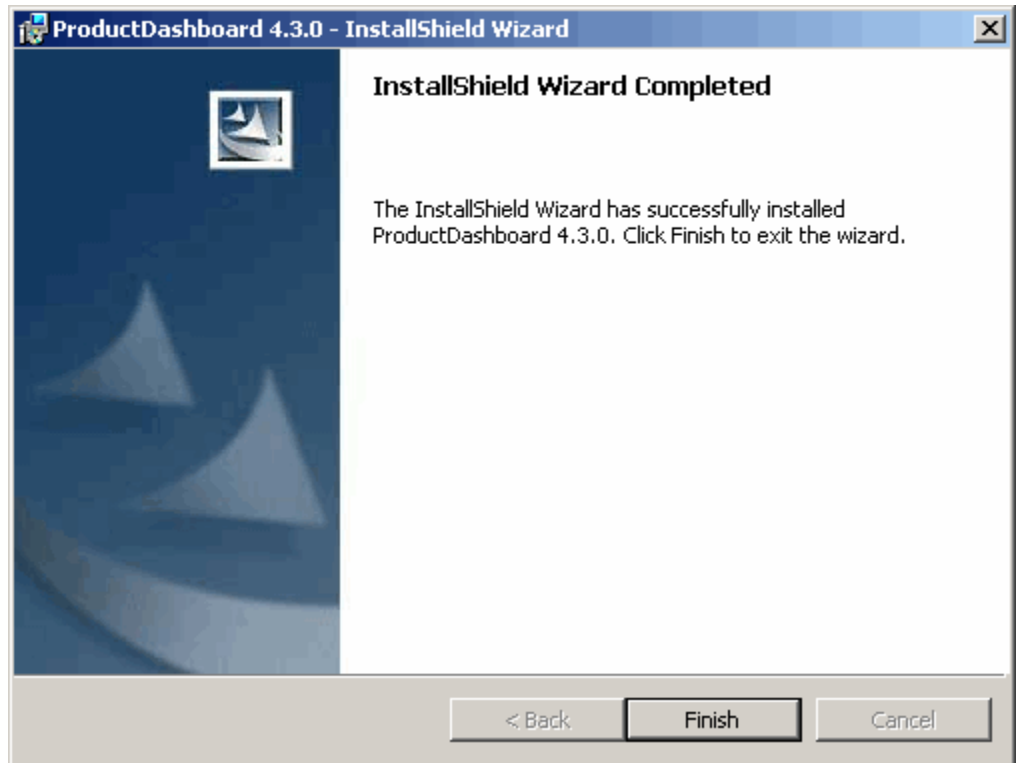 ProductDashboard 4.3.0 - InstallShield Wizard
InstallShield Wizard Completed
The InstallShield Wizard has successfully installed
ProductDashboard 4.3.0. Click Finish to exit the wizard.
< Back
Finish
Cancel